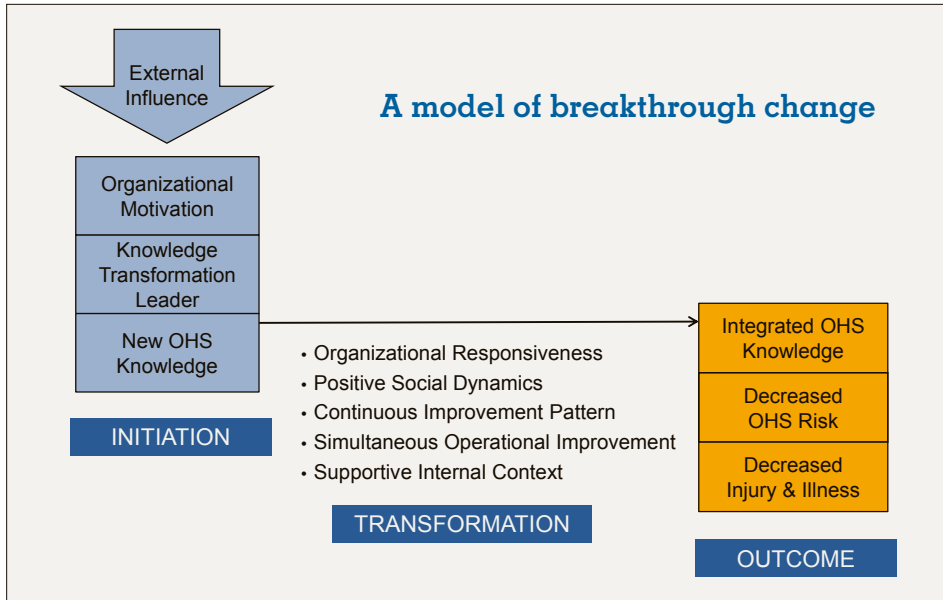 External
Influence
A model of breakthrough change
Organizational
Motivation
Knowledge
Transformation
Leader
New OHS
Knowledge
INITIATION
• Organizational Responsiveness
• Positive Social Dynamics
• Continuous Improvement Pattern
• Simultaneous Operational Improvement
• Supportive Internal Context
TRANSFORMATION
Integrated OHS
Knowledge
Decreased
OHS Risk
Decreased
Injury & Illness
OUTCOME